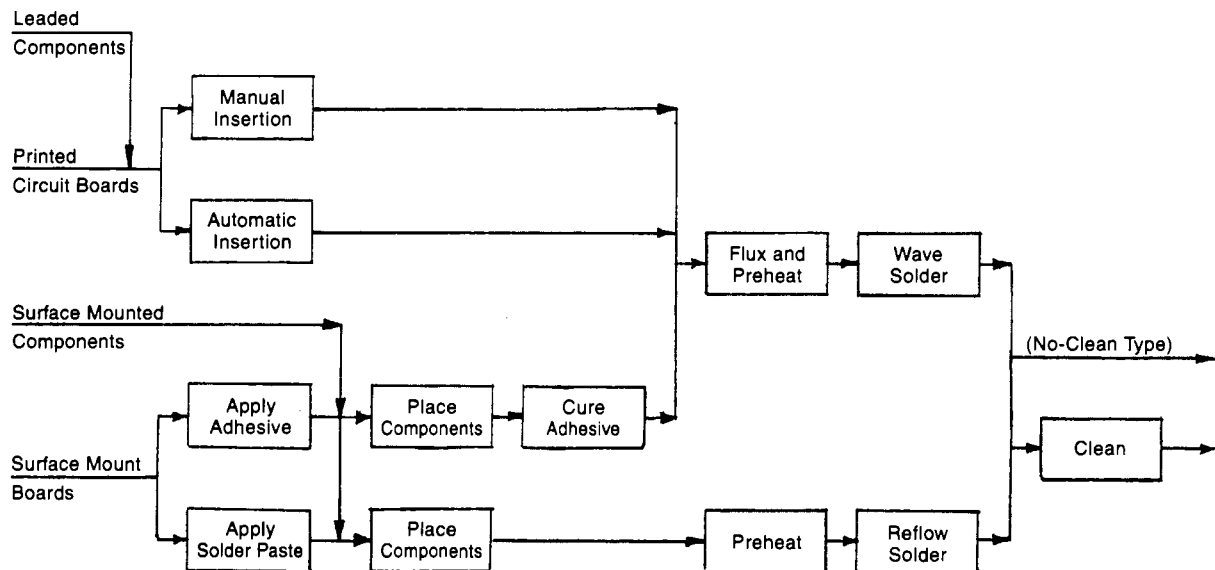 Leaded
Components
Manual
Insertion
Printed
Circuit Boards
Automatic
Insertion
Flux and
Preheat
Wave
Solder
Surface Mounted
Components
(No-Clean Type)
Apply
Adhesive
Place
Components
Cure
Adhesive
Clean
Surface Mount
Boards
Apply
Solder Paste
Place
Components
Preheat
Reflow
Solder